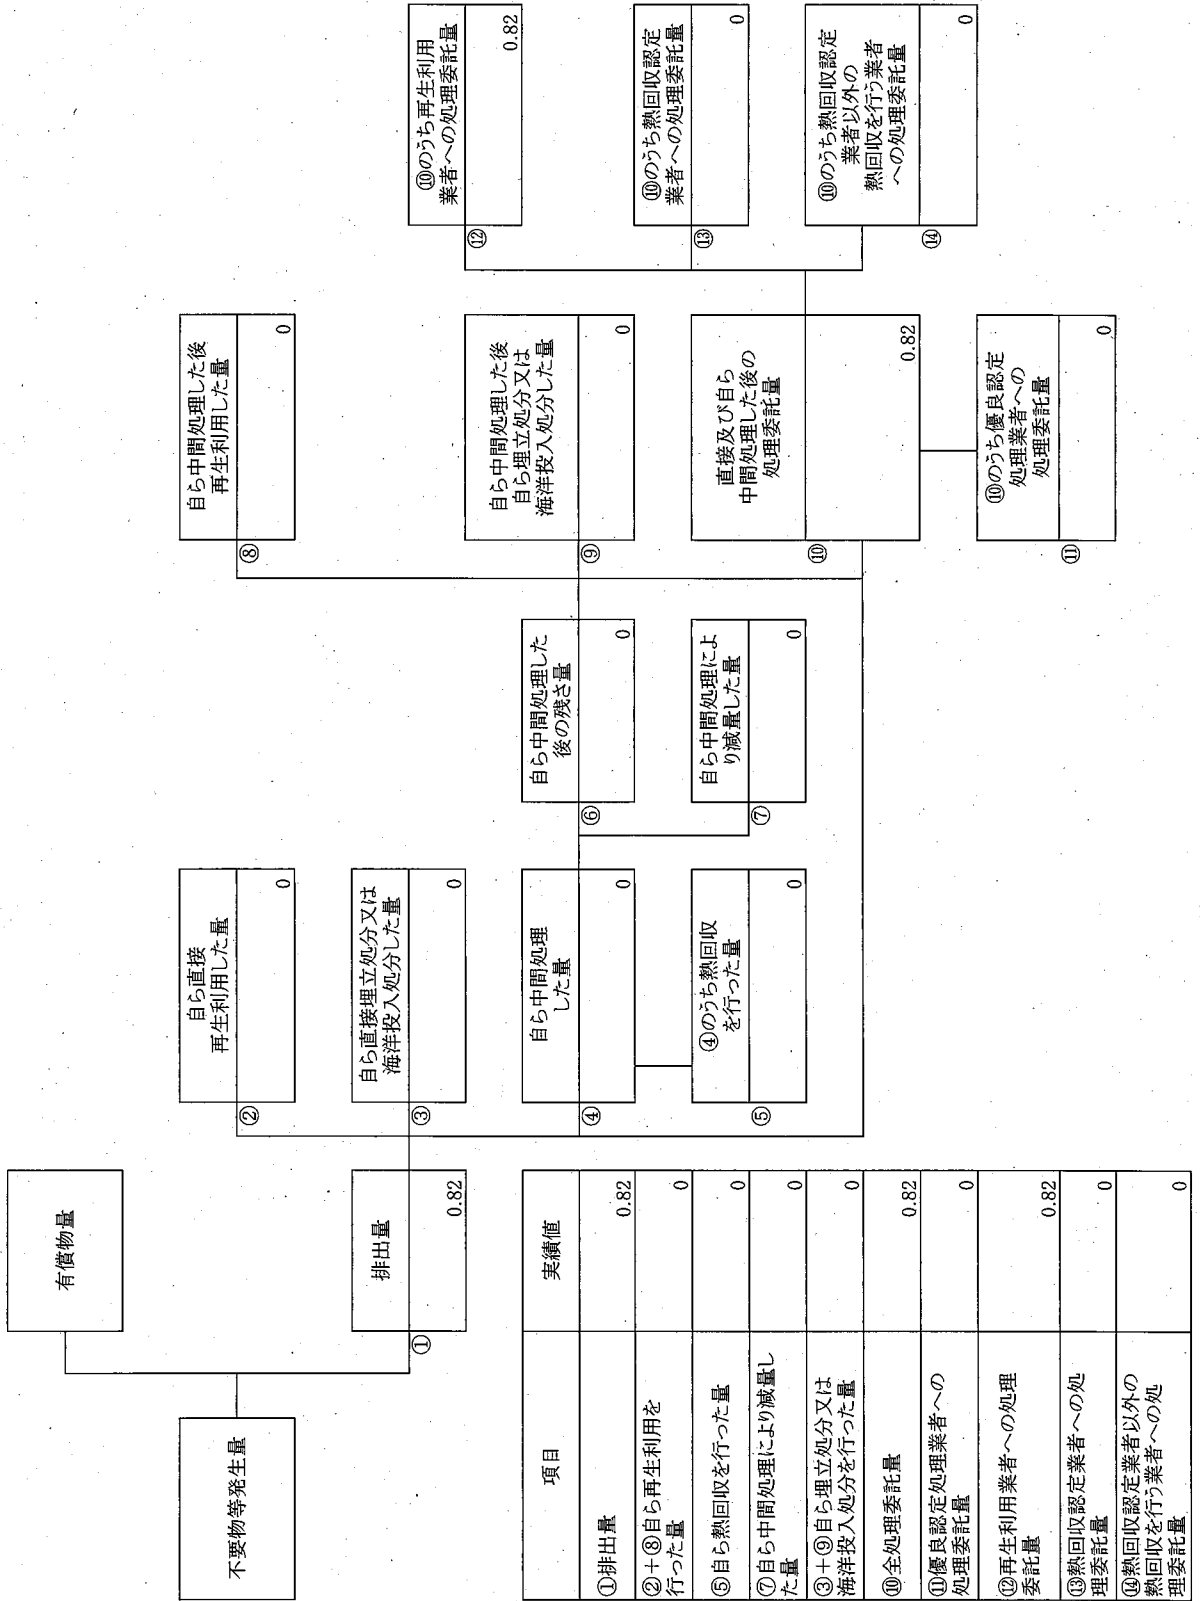 不要物等発生量
有償物量
排出量
①
0.82
自ら直接
再生利用した量
②
0
自ら直接埋立処分又は
海洋投入処分した量
③
0
自ら中間処理
した量
④
0
④のうち熱回収
を行った量
⑤
0
自ら中間処理した
後の残さ量
⑥
0
自ら中間処理によ
り減量した量
⑦
0
自ら中間処理した後
再生利用した量
⑧
0
自ら中間処理した後
自ら埋立処分又は
海洋投入処分した量
⑨
0
直接及び自ら
中間処理した後の
処理委託量
⑩
0.82
⑩のうち優良認定
処理業者への
処理委託量
⑪
0
⑩のうち再生利用
業者への処理委託量
⑫
0.82
⑩のうち熱回収認定
業者への処理委託量
⑬
0
⑩のうち熱回収認定
業者以外の
熱回収を行う業者
への処理委託量
⑭
0
項目 実績値
①排出量 0.82
②+⑧自ら再生利用を
行った量 0
⑤自ら熱回収を行った量 0
⑦自ら中間処理により減量し
た量 0
③+⑨自ら埋立処分又は
海洋投入処分を行った量 0
⑩全処理委託量 0.82
⑪優良認定処理業者への
処理委託量 0
⑫再生利用業者への処理
委託量 0.82
⑬熱回収認定業者への処
理委託量 0
⑭熱回収認定業者以外の
熱回収を行う業者への処
理委託量 0